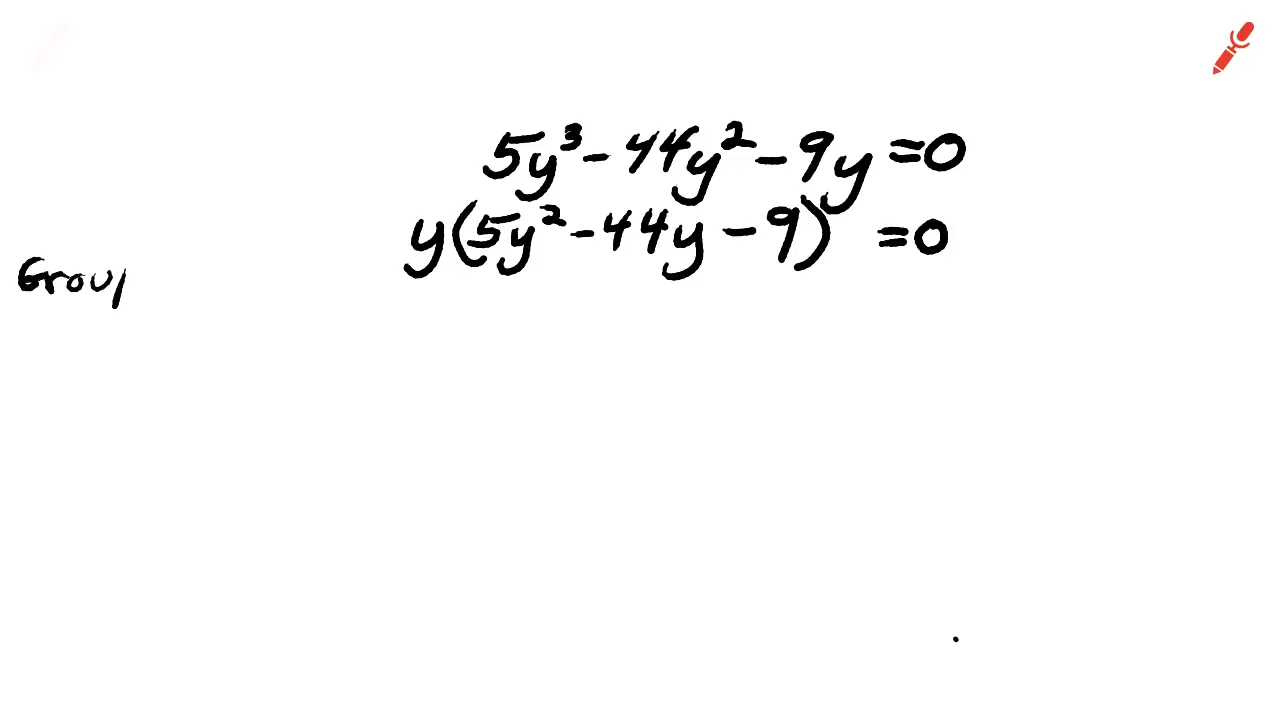 5y³ - 44y² - 9y = 0
y(5y² - 44y - 9) = 0
Grou